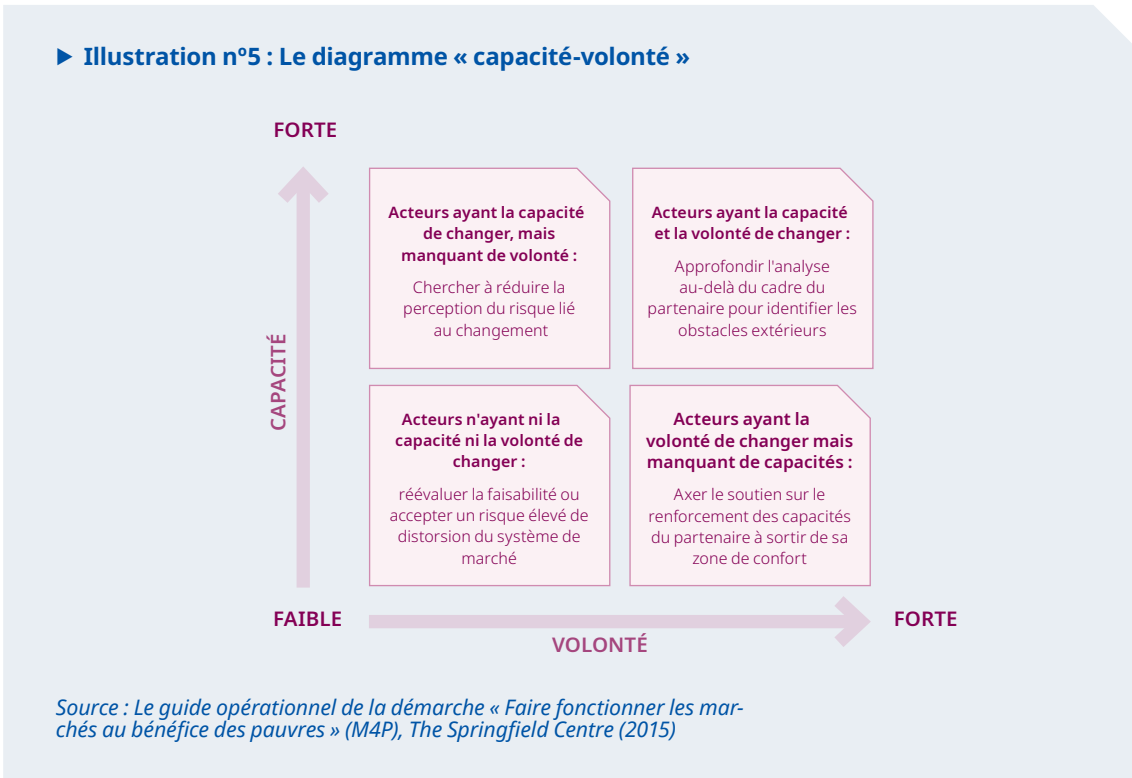 ▶ Illustration nº5 : Le diagramme « capacité-volonté »
FORTE
CAPACITÉ
Acteurs ayant la capacité
de changer, mais
manquant de volonté :
Chercher à réduire la
perception du risque lié
au changement
Acteurs ayant la capacité
et la volonté de changer :
Approfondir l'analyse
au-delà du cadre du
partenaire pour identifier les
obstacles extérieurs
Acteurs n'ayant ni la
capacité ni la volonté de
changer :
réévaluer la faisabilité ou
accepter un risque élevé de
distorsion du système de
marché
Acteurs ayant la
volonté de changer mais
manquant de capacités :
Axer le soutien sur le
renforcement des capacités
du partenaire à sortir de sa
zone de confort
FAIBLE
VOLONTÉ
FORTE
Source : Le guide opérationnel de la démarche « Faire fonctionner les mar-
chés au bénéfice des pauvres » (M4P), The Springfield Centre (2015)